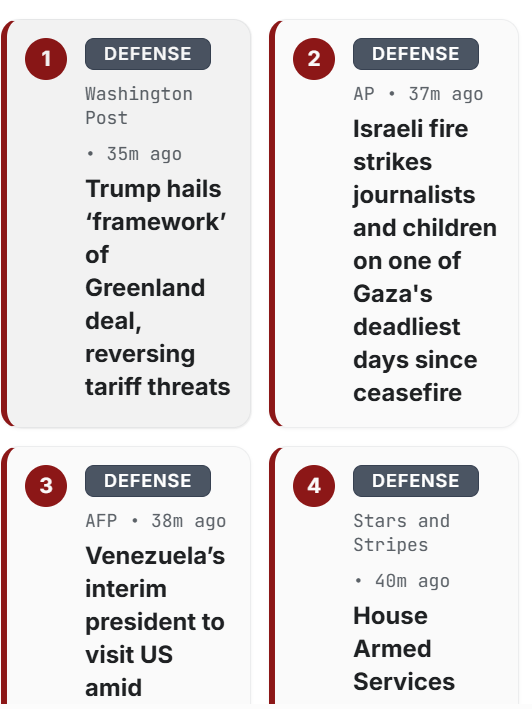 1
DEFENSE
Washington
Post
• 35m ago
Trump hails
‘framework’
of
Greenland
deal,
reversing
tariff threats
2
DEFENSE
AP • 37m ago
Israeli fire
strikes
journalists
and children
on one of
Gaza's
deadliest
days since
ceasefire
3
DEFENSE
AFP • 38m ago
Venezuela’s
interim
president to
visit US
amid
4
DEFENSE
Stars and
Stripes
• 40m ago
House
Armed
Services